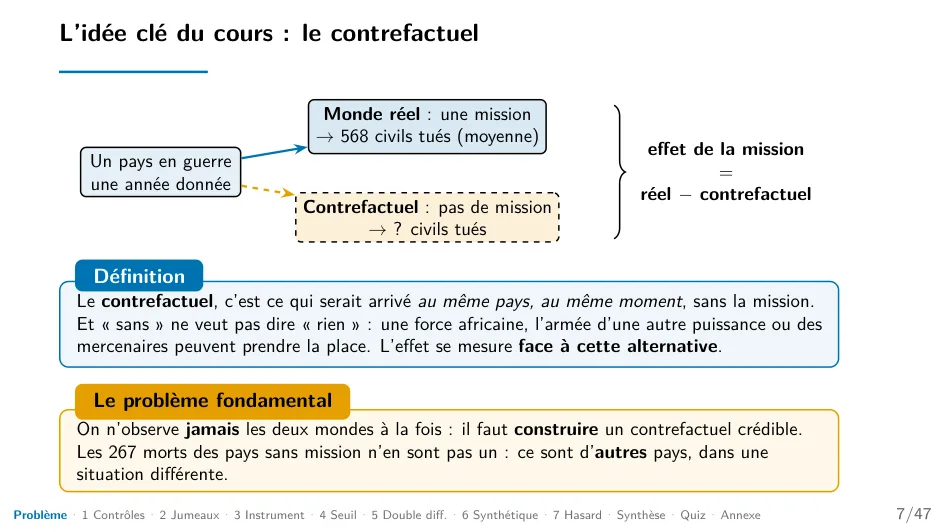 L'idée clé du cours : le contrefactuel
Un pays en guerre
une année donnée
Monde réel : une mission
→ 568 civils tués (moyenne)
Contrefactuel : pas de mission
→ ? civils tués
effet de la mission
=
réel − contrefactuel
Définition
Le contrefactuel, c'est ce qui serait arrivé au même pays, au même moment, sans la mission.
Et « sans » ne veut pas dire « rien » : une force africaine, l'armée d'une autre puissance ou des
mercenaires peuvent prendre la place. L'effet se mesure face à cette alternative.
Le problème fondamental
On n'observe jamais les deux mondes à la fois : il faut construire un contrefactuel crédible.
Les 267 morts des pays sans mission n'en sont pas un : ce sont d'autres pays, dans une
situation différente.
Problème · 1 Contrôles · 2 Jumeaux · 3 Instrument · 4 Seuil · 5 Double diff. · 6 Synthétique · 7 Hasard · Synthèse · Quiz · Annexe
7/47